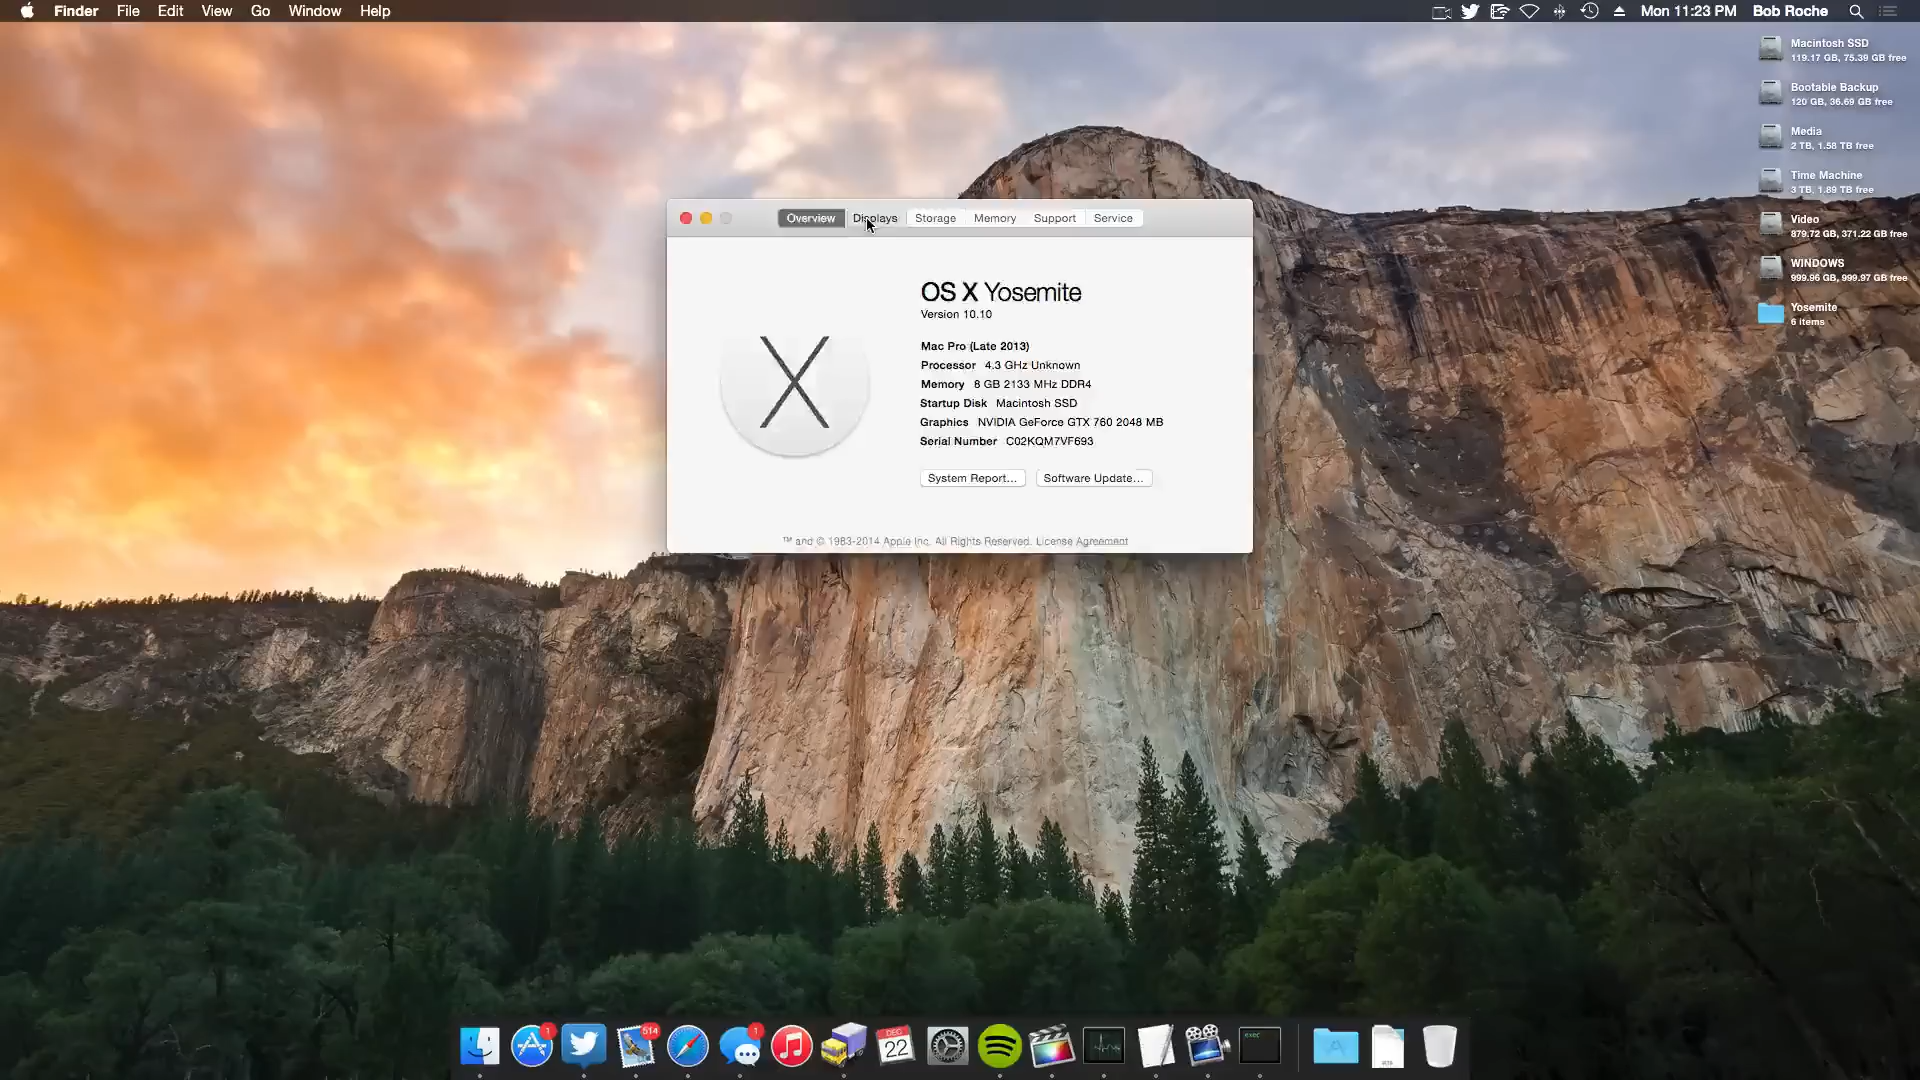 Finder File Edit View Go Window Help
Mon 11:23 PM Bob Roche
Macintosh SSD
119.17 GB, 75.39 GB free
Bootable Backup
120 GB, 36.69 GB free
Media
2 TB, 1.58 TB free
Time Machine
3 TB, 1.89 TB free
Video
879.72 GB, 371.22 GB free
WINDOWS
999.96 GB, 999.97 GB free
Yosemite
6 items
Overview Displays Storage Memory Support Service
OS X Yosemite
Version 10.10
Mac Pro (Late 2013)
Processor 4.3 GHz Unknown
Memory 8 GB 2133 MHz DDR4
Startup Disk Macintosh SSD
Graphics NVIDIA GeForce GTX 760 2048 MB
Serial Number C02KQM7VF693
System Report... Software Update...
™ and © 1983-2014 Apple Inc. All Rights Reserved. License Agreement
1
514
1
DEC
22
exec